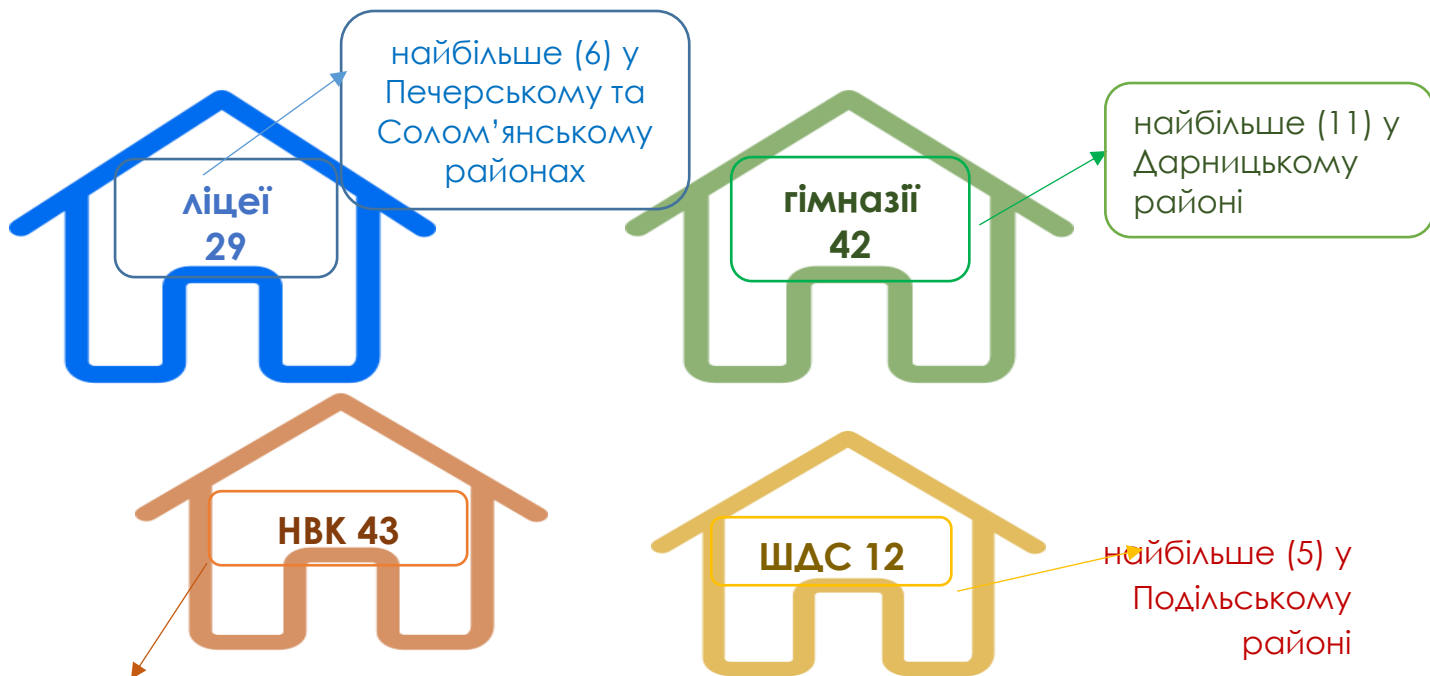 найбільше (6) у
Печерському та
Солом’янському
районах
ліцеї
29
найбільше (11) у
Дарницькому
районі
гімназії
42
НВК 43
ШДС 12
найбільше (5) у
Подільському
районі